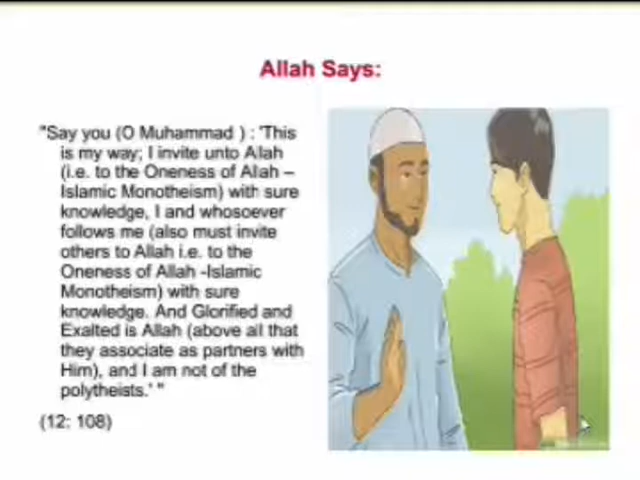 Allah Says:
"Say you (O Muhammad ) : 'This
is my way; I invite unto Allah
(i.e. to the Oneness of Allah –
Islamic Monotheism) with sure
knowledge, I and whosoever
follows me (also must invite
others to Allah i.e. to the
Oneness of Allah -Islamic
Monotheism) with sure
knowledge. And Glorified and
Exalted is Allah (above all that
they associate as partners with
Him), and I am not of the
polytheists.' "
(12: 108)